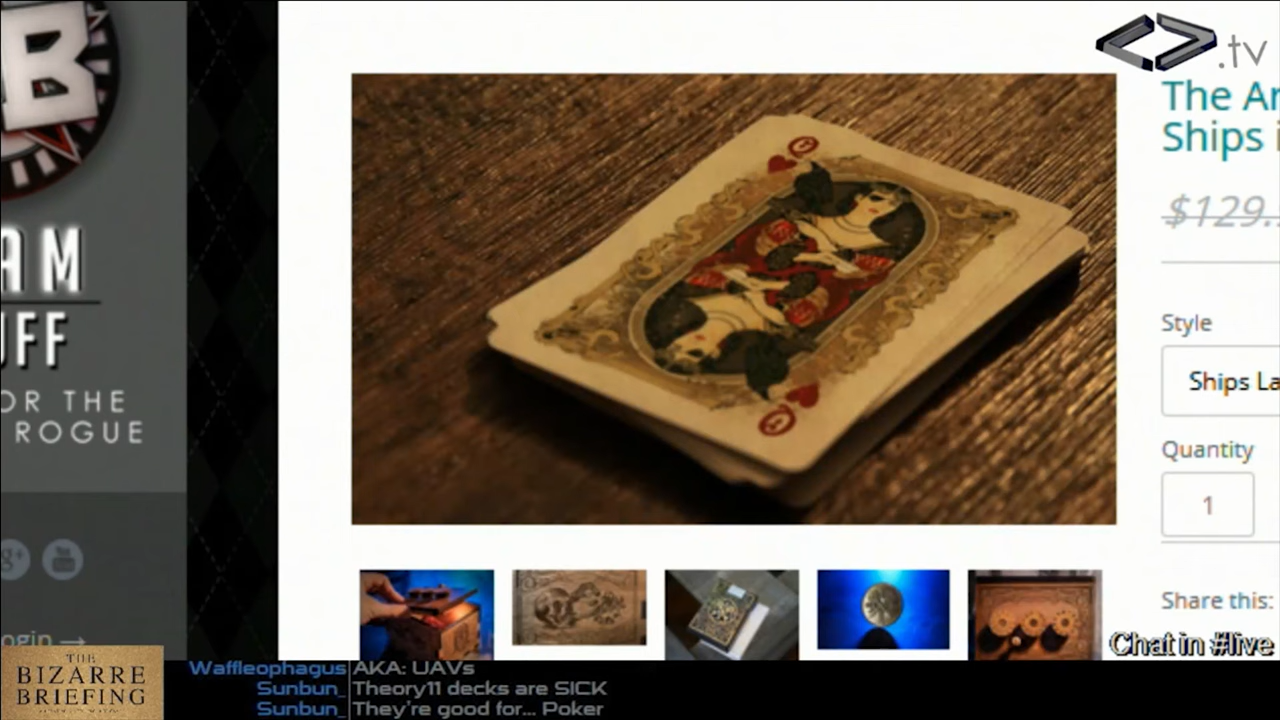 .tv
B
The Ar
Ships i
$129..
AM
UFF
OR THE
ROGUE
Style
Ships La
Quantity
1
Share this:
g+
You
Tube
ogin →
Chat in #live
THE
BIZARRE
BRIEFING
Waffleophagus AKA: UAVs
Sunbun_ Theory11 decks are SICK
Sunbun_ They're good for... Poker